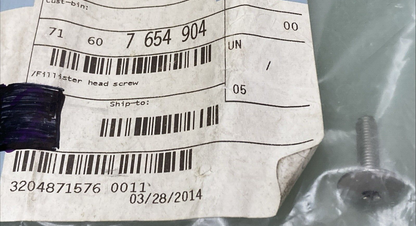 Cust-bin:
71 60 7 654 904 00
UN /
/Fillister head screw
05
Ship-to:
3204871576 0011
03/28/2014